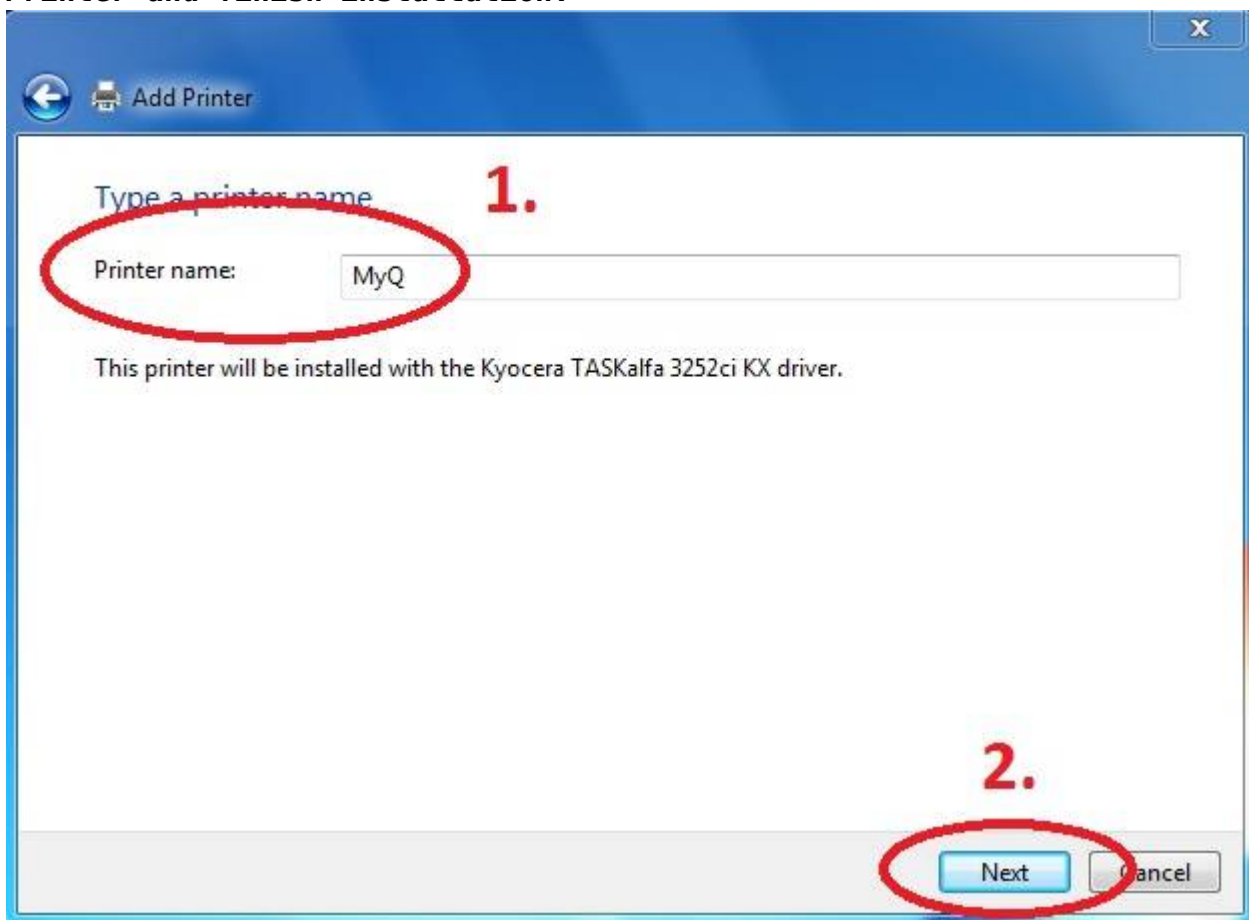 X
Add Printer
Type a printer name
1.
Printer name:
MyQ
This printer will be installed with the Kyocera TASKalfa 3252ci KX driver.
2.
Next
Cancel